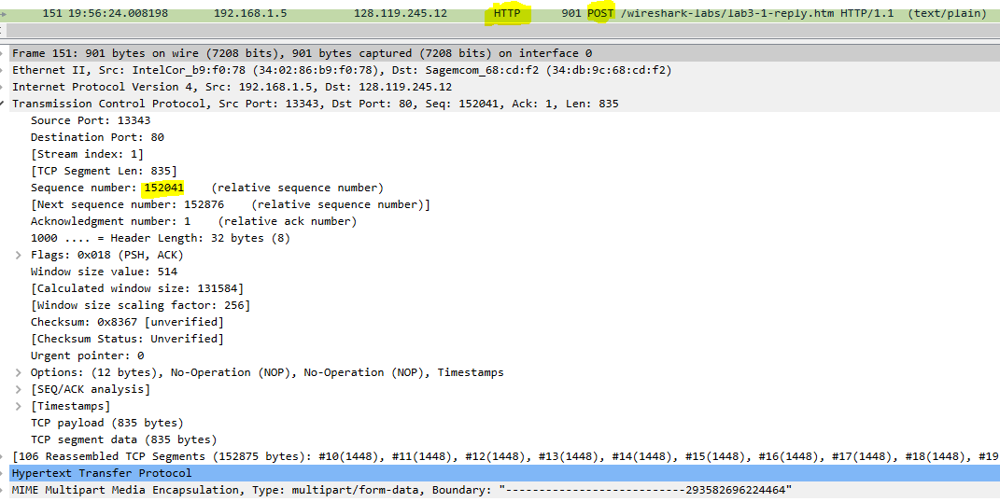 151 19:56:24.008198 192.168.1.5 128.119.245.12 HTTP 901 POST /wireshark-labs/lab3-1-reply.htm HTTP/1.1 (text/plain)
Frame 151: 901 bytes on wire (7208 bits), 901 bytes captured (7208 bits) on interface 0
Ethernet II, Src: IntelCor_b9:f0:78 (34:02:86:b9:f0:78), Dst: Sagemcom_68:cd:f2 (34:db:9c:68:cd:f2)
Internet Protocol Version 4, Src: 192.168.1.5, Dst: 128.119.245.12
Transmission Control Protocol, Src Port: 13343, Dst Port: 80, Seq: 152041, Ack: 1, Len: 835
Source Port: 13343
Destination Port: 80
[Stream index: 1]
[TCP Segment Len: 835]
Sequence number: 152041 (relative sequence number)
[Next sequence number: 152876 (relative sequence number)]
Acknowledgment number: 1 (relative ack number)
1000 .... = Header Length: 32 bytes (8)
Flags: 0x018 (PSH, ACK)
Window size value: 514
[Calculated window size: 131584]
[Window size scaling factor: 256]
Checksum: 0x8367 [unverified]
[Checksum Status: Unverified]
Urgent pointer: 0
Options: (12 bytes), No-Operation (NOP), No-Operation (NOP), Timestamps
[SEQ/ACK analysis]
[Timestamps]
TCP payload (835 bytes)
TCP segment data (835 bytes)
[106 Reassembled TCP Segments (152875 bytes): #10(1448), #11(1448), #12(1448), #13(1448), #14(1448), #15(1448), #16(1448), #17(1448), #18(1448), #19
Hypertext Transfer Protocol
MIME Multipart Media Encapsulation, Type: multipart/form-data, Boundary: "---------------------------293582696224464"